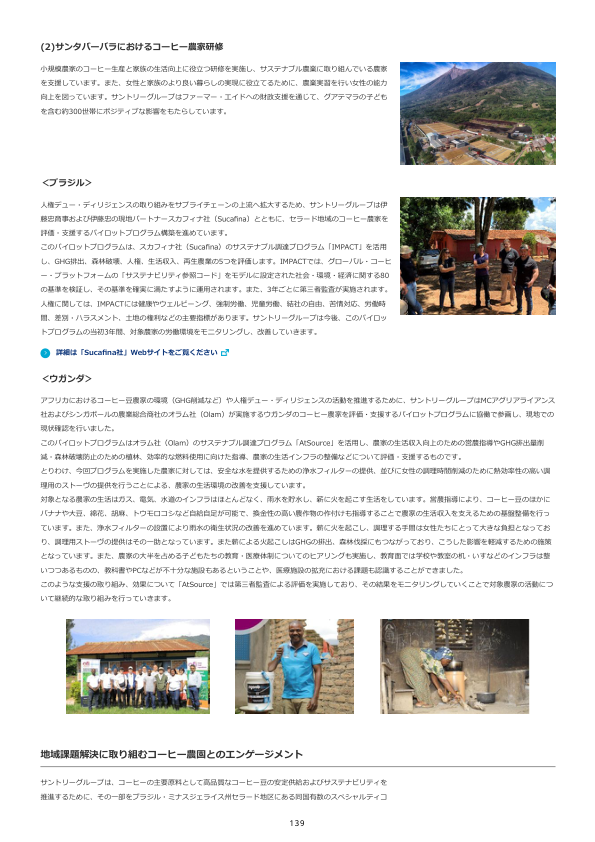 (2)サンタバーバラにおけるコーヒー農家研修
小規模農家のコーヒー生産と家族の生活向上に役立つ研修を実施し、サステナブル農業に取り組んでいる農家
を支援しています。また、女性と家族のより良い暮らしの実現に役立てるために、農業実習を行い女性の能力
向上を図っています。サントリーグループはファーマー・エイドへの財政支援を通じて、グアテマラの子ども
を含む約300世帯にポジティブな影響をもたらしています。
＜ブラジル＞
人権デュー・ディリジェンスの取り組みをサプライチェーンの上流へ拡大するため、サントリーグループは伊
藤忠商事および伊藤忠の現地パートナースカフィナ社（Sucafina）とともに、セラード地域のコーヒー農家を
評価・支援するパイロットプログラム構築を進めています。
このパイロットプログラムは、スカフィナ社（Sucafina）のサステナブル調達プログラム「IMPACT」を活用
し、GHG排出、森林破壊、人権、生活収入、再生農業の5つを評価します。IMPACTでは、グローバル・コーヒ
ー・プラットフォームの「サステナビリティ参照コード」をモデルに設定された社会・環境・経済に関する80
の基準を検証し、その基準を確実に満たすように運用されます。また、3年ごとに第三者監査が実施されます。
人権に関しては、IMPACTには健康やウェルビーング、強制労働、児童労働、結社の自由、苦情対応、労働時
間、差別・ハラスメント、土地の権利などの主要指標があります。サントリーグループは今後、このパイロッ
トプログラムの当初3年間、対象農家の労働環境をモニタリングし、改善していきます。
詳細は「Sucafina社」Webサイトをご覧ください
＜ウガンダ＞
アフリカにおけるコーヒー豆農家の環境（GHG削減など）や人権デュー・ディリジェンスの活動を推進するために、サントリーグループはMCアグリアライアンス
社およびシンガポールの農業総合商社のオラム社（Olam）が実施するウガンダのコーヒー農家を評価・支援するパイロットプログラムに協働で参画し、現地での
現状確認を行いました。
このパイロットプログラムはオラム社（Olam）のサステナブル調達プログラム「AtSource」を活用し、農家の生活収入向上のための営農指導やGHG排出量削
減・森林破壊防止のための植林、効率的な燃料使用に向けた指導、農家の生活インフラの整備などについて評価・支援するものです。
とりわけ、今回プログラムを実施した農家に対しては、安全な水を提供するための浄水フィルターの提供、並びに女性の調理時間削減のために熱効率性の高い調
理用のストーヴの提供を行うことによる、農家の生活環境の改善を支援しています。
対象となる農家の生活はガス、電気、水道のインフラはほとんどなく、雨水を貯水し、薪に火を起こす生活をしています。営農指導により、コーヒー豆のほかに
バナナや大豆、綿花、胡麻、トウモロコシなど自給自足が可能で、換金性の高い農作物の作付けも指導することで農家の生活収入を支えるための基盤整備を行っ
ています。また、浄水フィルターの設置により雨水の衛生状況の改善を進めています。薪に火を起こし、調理する手間は女性たちにとって大きな負担となってお
り、調理用ストーヴの提供はその一助となっています。また薪による火起こしはGHGの排出、森林伐採にもつながっており、こうした影響を軽減するための施策
となっています。また、農家の大半を占める子どもたちの教育・医療体制についてのヒアリングも実施し、教育面では学校や教室の机・いすなどのインフラは整
いつつあるものの、教科書やPCなどが不十分な施設もあるということや、医療施設の拡充における課題も認識することができました。
このような支援の取り組み、効果について「AtSource」では第三者監査による評価を実施しており、その結果をモニタリングしていくことで対象農家の活動につ
いて継続的な取り組みを行っていきます。
地域課題解決に取り組むコーヒー農園とのエンゲージメント
サントリーグループは、コーヒーの主要原料として高品質なコーヒー豆の安定供給およびサステナビリティを
推進するために、その一部をブラジル・ミナスジェライス州セラード地区にある同国有数のスペシャルティコ
139